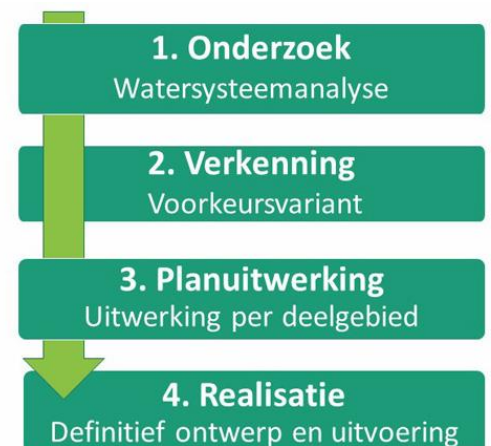 1. Onderzoek
Watersysteemanalyse
2. Verkenning
Voorkeursvariant
3. Planuitwerking
Uitwerking per deelgebied
4. Realisatie
Definitief ontwerp en uitvoering